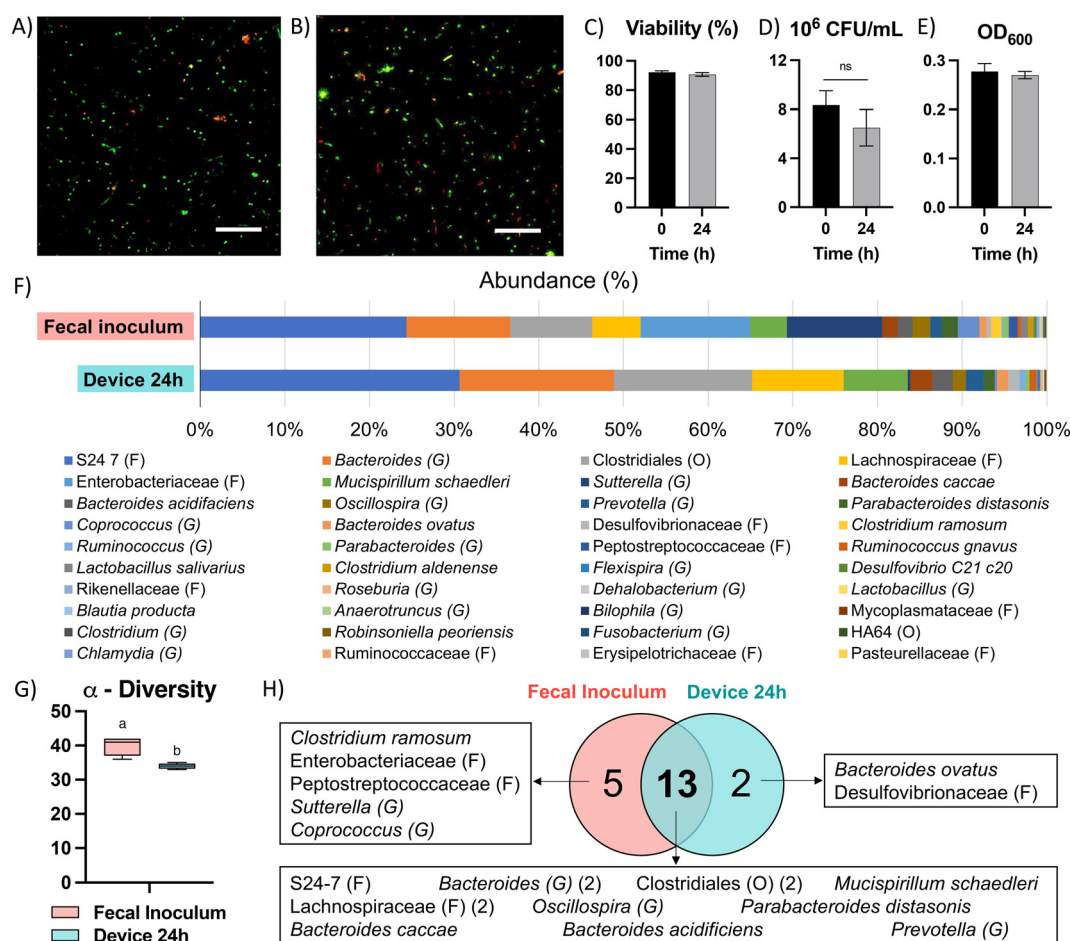 A)
B)
C) Viability (%)
D) 10⁶ CFU/mL
E) OD₆₀₀
100
80
60
40
20
0
0 24
Time (h)
12
8
4
0
ns
0 24
Time (h)
0.3
0.2
0.1
0.0
0 24
Time (h)
F)
Abundance (%)
Fecal inoculum
Device 24h
0% 10% 20% 30% 40% 50% 60% 70% 80% 90% 100%
S24 7 (F) Bacteroides (G) Clostridiales (O) Lachnospiraceae (F)
Enterobacteriaceae (F) Mucispirillum schaedleri Sutterella (G) Bacteroides caccae
Bacteroides acidifaciens Oscillospira (G) Prevotella (G) Parabacteroides distasonis
Coprococcus (G) Bacteroides ovatus Desulfovibrionaceae (F) Clostridium ramosum
Ruminococcus (G) Parabacteroides (G) Peptostreptococcaceae (F) Ruminococcus gnavus
Lactobacillus salivarius Clostridium aldenense Flexispira (G) Desulfovibrio C21 c20
Rikenellaceae (F) Roseburia (G) Dehalobacterium (G) Lactobacillus (G)
Blautia producta Anaerotruncus (G) Bilophila (G) Mycoplasmataceae (F)
Clostridium (G) Robinsoniella peoriensis Fusobacterium (G) HA64 (O)
Chlamydia (G) Ruminococcaceae (F) Erysipelotrichaceae (F) Pasteurellaceae (F)
G) α - Diversity
50
40
30
20
10
0
a
b
Fecal Inoculum
Device 24h
H)
Fecal Inoculum Device 24h
Clostridium ramosum
Enterobacteriaceae (F)
Peptostreptococcaceae (F)
Sutterella (G)
Coprococcus (G)
5 13 2
Bacteroides ovatus
Desulfovibrionaceae (F)
S24-7 (F) Bacteroides (G) (2) Clostridiales (O) (2) Mucispirillum schaedleri
Lachnospiraceae (F) (2) Oscillospira (G) Parabacteroides distasonis
Bacteroides caccae Bacteroides acidificiens Prevotella (G)